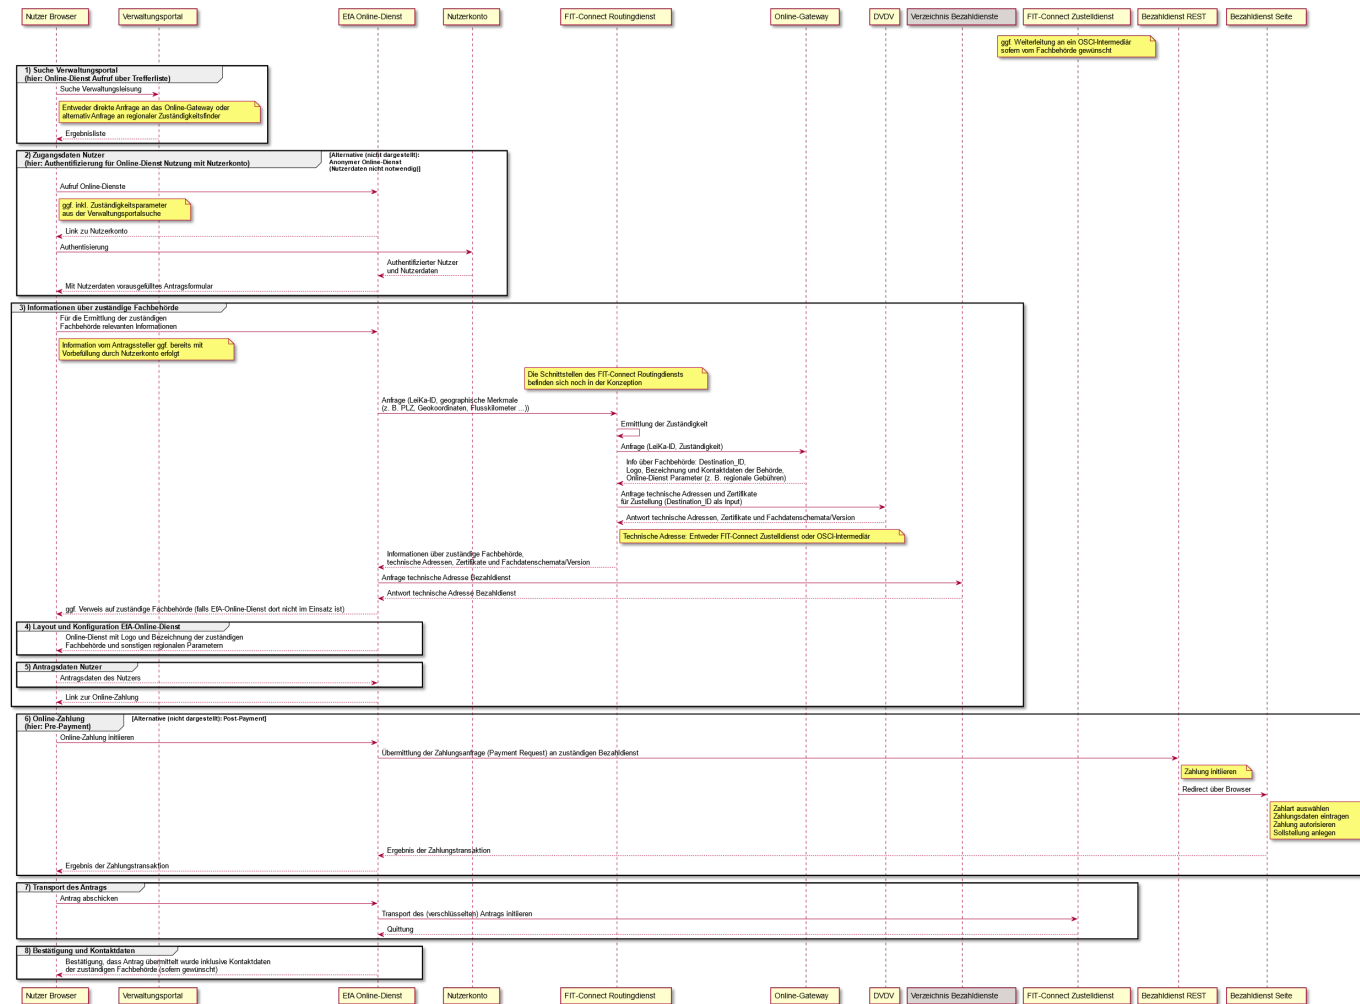 Nutzer Browser
Verwaltungsportal
EfA Online-Dienst
Nutzerkonto
FIT-Connect Routingdienst
Online-Gateway
DVDV
Verzeichnis Bezahldienste
FIT-Connect Zustelldienst
Bezahldienst REST
Bezahldienst Seite
ggf. Weiterleitung an ein OSCI-Intermediär
sofern vom Fachbehörde gewünscht
1) Suche Verwaltungsportal
(hier: Online-Dienst Aufruf über Trefferliste)
Suche Verwaltungsleisung
Entweder direkte Anfrage an das Online-Gateway oder
alternativ Anfrage an regionaler Zuständigkeitsfinder
Ergebnisliste
2) Zugangsdaten Nutzer
(hier: Authentifizierung für Online-Dienst Nutzung mit Nutzerkonto)
[Alternative (nicht dargestellt):
Anonymer Online-Dienst
(Nutzerdaten nicht notwendig)]
Aufruf Online-Dienste
ggf. inkl. Zuständigkeitsparameter
aus der Verwaltungsportalsuche
Link zu Nutzerkonto
Authentisierung
Authentifizierter Nutzer
und Nutzerdaten
Mit Nutzerdaten vorausgefülltes Antragsformular
3) Informationen über zuständige Fachbehörde
Für die Ermittlung der zuständigen
Fachbehörde relevanten Informationen
Information vom Antragssteller ggf. bereits mit
Vorbefüllung durch Nutzerkonto erfolgt
Die Schnittstellen des FIT-Connect Routingdiensts
befinden sich noch in der Konzeption
Anfrage (LeiKa-ID, geographische Merkmale
(z. B. PLZ, Geokoordinaten, Flusskilometer ...))
Ermittlung der Zuständigkeit
Anfrage (LeiKa-ID, Zuständigkeit)
Info über Fachbehörde: Destination_ID,
Logo, Bezeichnung und Kontaktdaten der Behörde,
Online-Dienst Parameter (z. B. regionale Gebühren)
Anfrage technische Adressen und Zertifikate
für Zustellung (Destination_ID als Input)
Antwort technische Adressen, Zertifikate und Fachdatenschemata/Version
Technische Adresse: Entweder FIT-Connect Zustelldienst oder OSCI-Intermediär
Informationen über zuständige Fachbehörde,
technische Adressen, Zertifikate und Fachdatenschemata/Version
Anfrage technische Adresse Bezahldienst
Antwort technische Adresse Bezahldienst
ggf. Verweis auf zuständige Fachbehörde (falls EfA-Online-Dienst dort nicht im Einsatz ist)
4) Layout und Konfiguration EfA-Online-Dienst
Online-Dienst mit Logo und Bezeichnung der zuständigen
Fachbehörde und sonstigen regionalen Parametern
5) Antragsdaten Nutzer
Antragsdaten des Nutzers
Link zur Online-Zahlung
6) Online-Zahlung
(hier: Pre-Payment)
[Alternative (nicht dargestellt): Post-Payment]
Online-Zahlung initiieren
Übermittlung der Zahlungsanfrage (Payment Request) an zuständigen Bezahldienst
Zahlung initiieren
Redirect über Browser
Zahlart auswählen
Zahlungsdaten eintragen
Zahlung autorisieren
Sollstellung anlegen
Ergebnis der Zahlungstransaktion
Ergebnis der Zahlungstransaktion
7) Transport des Antrags
Antrag abschicken
Transport des (verschlüsselten) Antrags initiieren
Quittung
8) Bestätigung und Kontaktdaten
Bestätigung, dass Antrag übermittelt wurde inklusive Kontaktdaten
der zuständigen Fachbehörde (sofern gewünscht)
Nutzer Browser
Verwaltungsportal
EfA Online-Dienst
Nutzerkonto
FIT-Connect Routingdienst
Online-Gateway
DVDV
Verzeichnis Bezahldienste
FIT-Connect Zustelldienst
Bezahldienst REST
Bezahldienst Seite